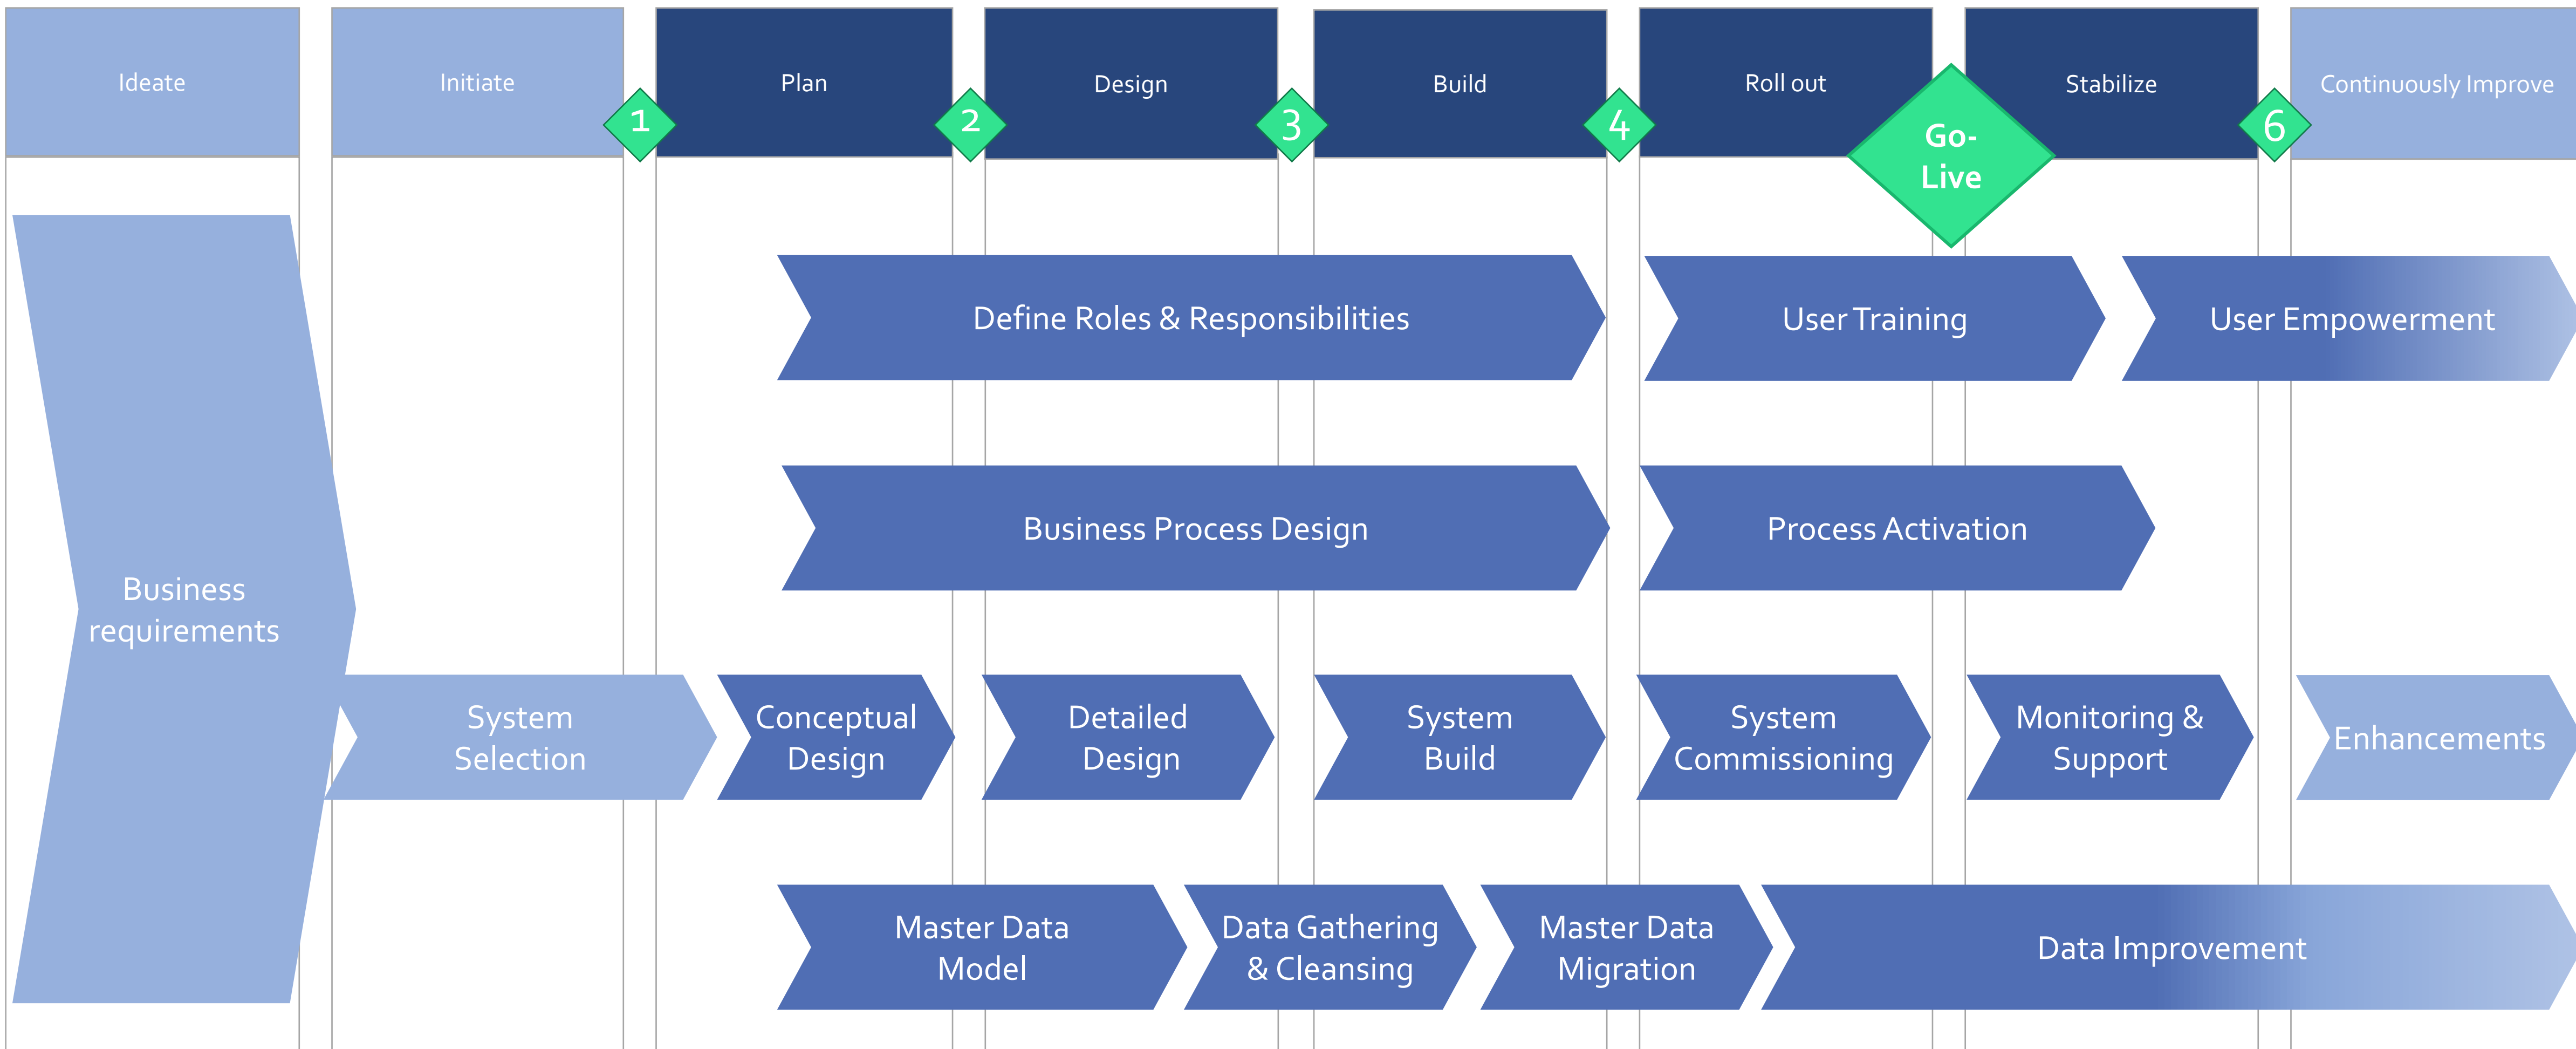 Ideate
Initiate
Plan
Design
Build
Roll out
Stabilize
Continuously Improve
1
2
3
4
Go-
Live
6
Define Roles & Responsibilities
User Training
User Empowerment
Business Process Design
Process Activation
Business
requirements
System
Selection
Conceptual
Design
Detailed
Design
System
Build
System
Commissioning
Monitoring &
Support
Enhancements
Master Data
Model
Data Gathering
& Cleansing
Master Data
Migration
Data Improvement